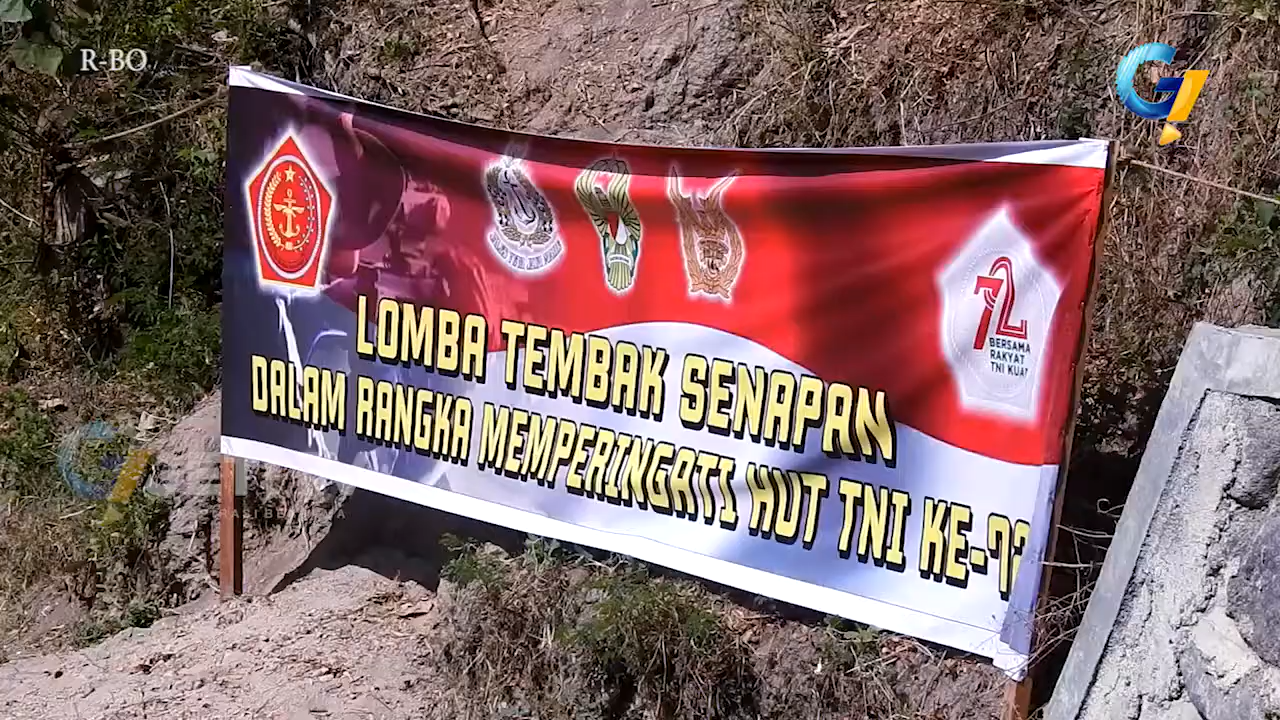 R-BO
LOMBA TEMBAK SENAPAN
DALAM RANGKA MEMPERINGATI HUT TNI KE-72
72
BERSAMA
RAKYAT
TNI KUAT